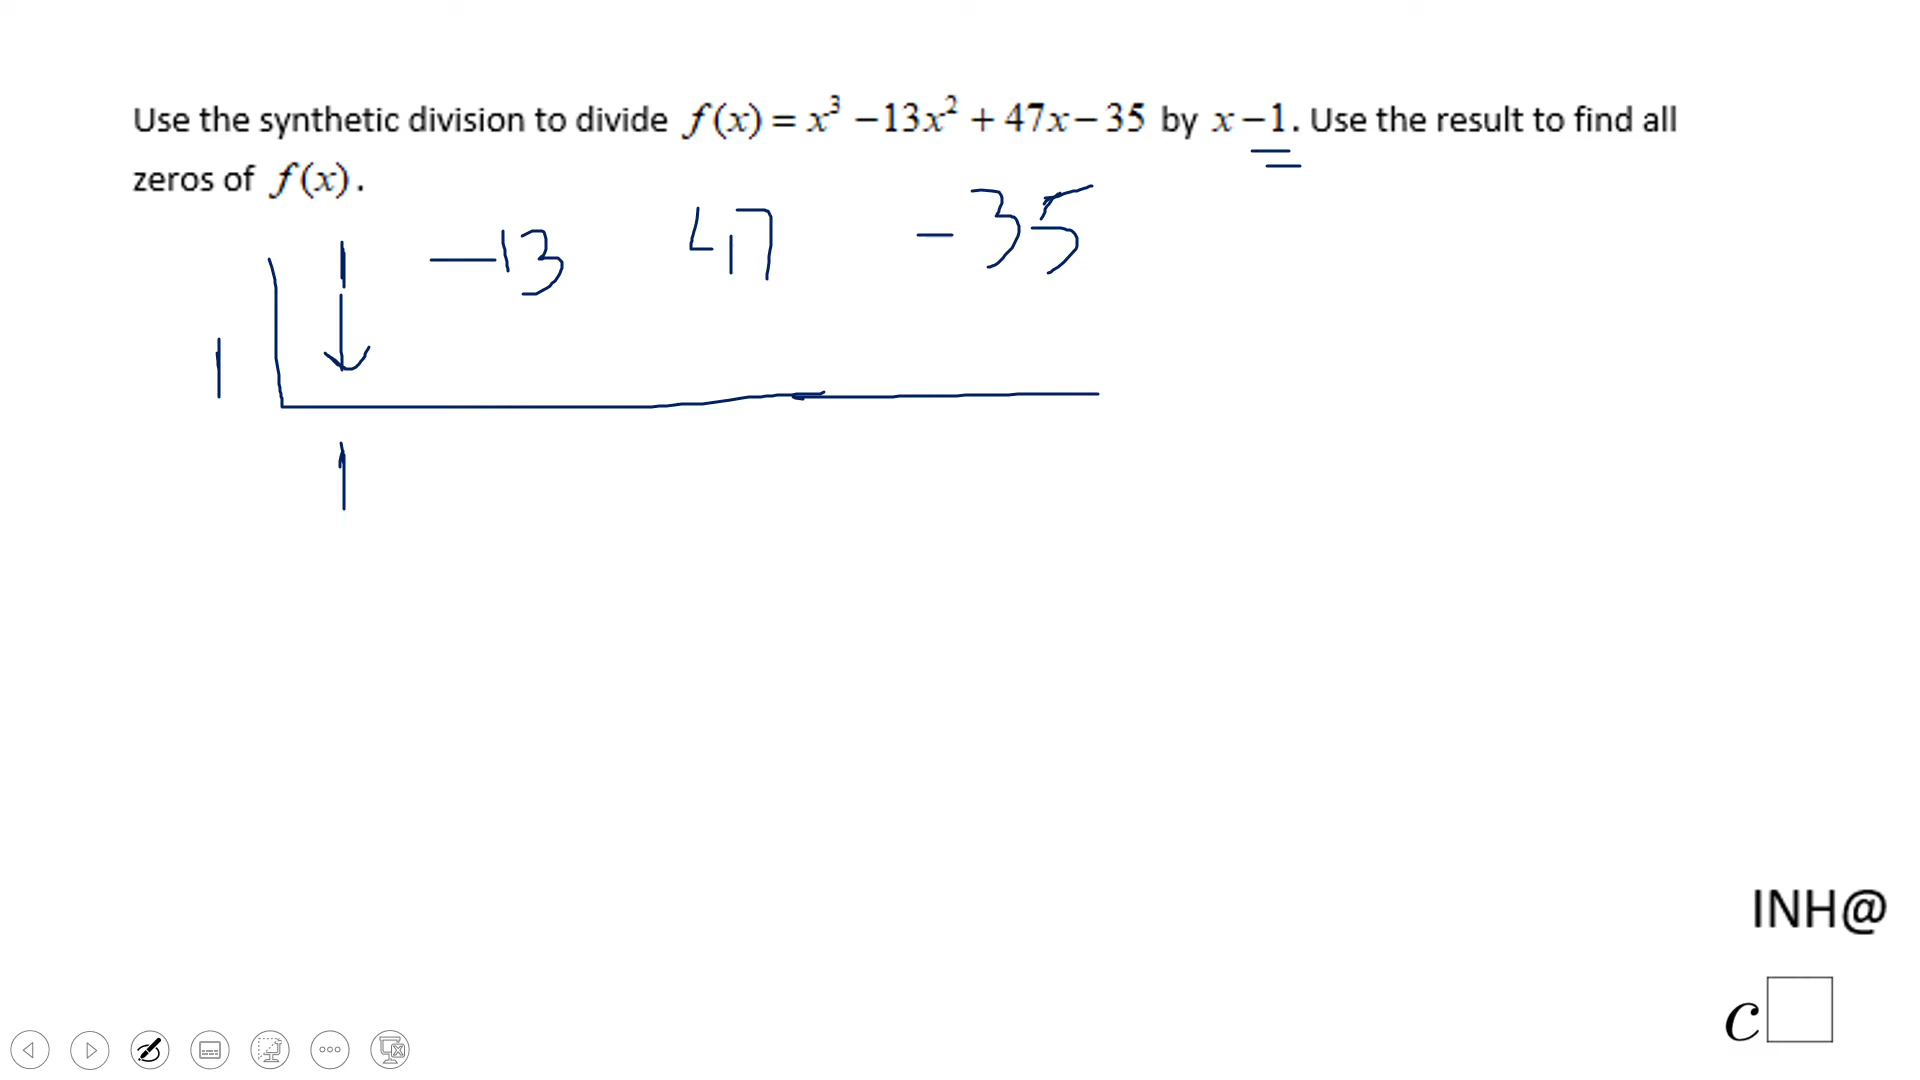 Use the synthetic division to divide f(x) = x³ −13x² + 47x − 35 by x −1. Use the result to find all
zeros of f(x).
1 −13 47 −35
1
1
INH@
c